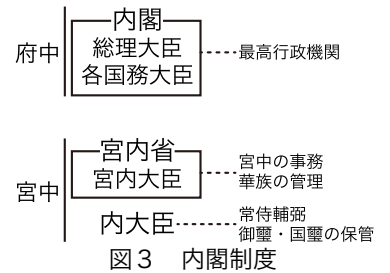 府中
内閣
総理大臣
各国務大臣
最高行政機関
宮中
宮内省
宮内大臣
宮中の事務
華族の管理
内大臣
常侍輔弼
御璽・国璽の保管
図3 内閣制度